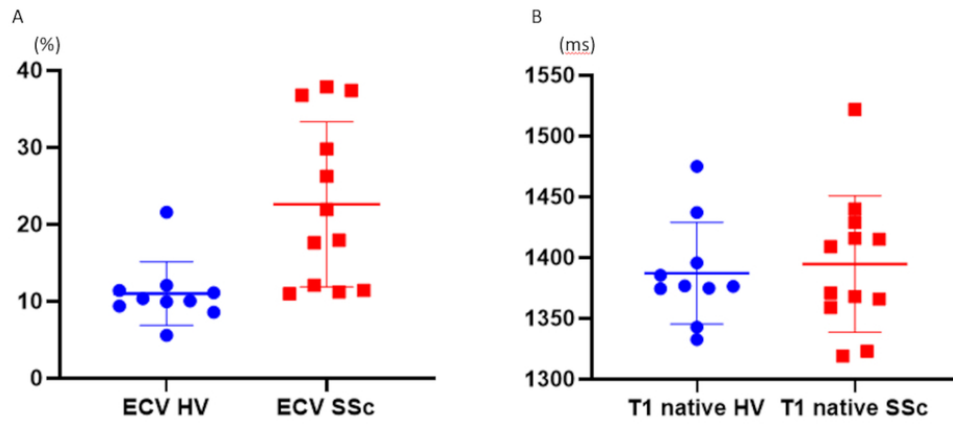 A
(%)
40
30
20
10
0
ECV HV
ECV SSc
B
(ms)
1550
1500
1450
1400
1350
1300
T1 native HV
T1 native SSc